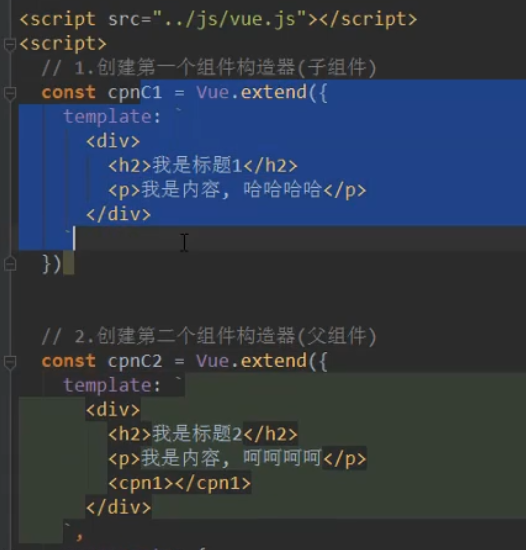 <script src="../js/vue.js"></script>
<script>
// 1.创建第一个组件构造器(子组件)
const cpnC1 = Vue.extend({
template: `
<div>
<h2>我是标题1</h2>
<p>我是内容, 哈哈哈哈</p>
</div>
`
})
// 2.创建第二个组件构造器(父组件)
const cpnC2 = Vue.extend({
template: `
<div>
<h2>我是标题2</h2>
<p>我是内容, 呵呵呵呵</p>
<cpn1></cpn1>
</div>
`,